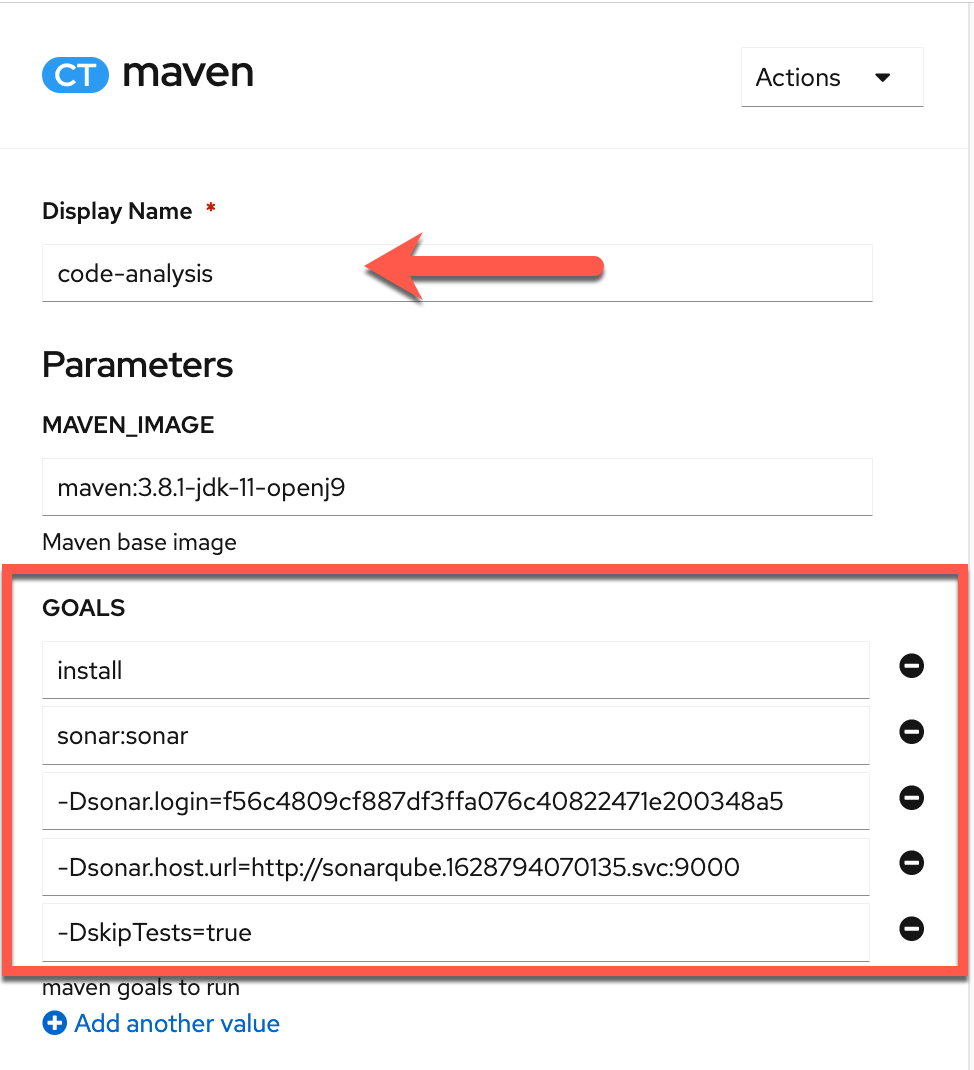 CT maven
Actions
Display Name *
code-analysis
Parameters
MAVEN_IMAGE
maven:3.8.1-jdk-11-openj9
Maven base image
GOALS
install
sonar:sonar
-Dsonar.login=f56c4809cf887df3ffa076c40822471e200348a5
-Dsonar.host.url=http://sonarqube.1628794070135.svc:9000
-DskipTests=true
maven goals to run
Add another value